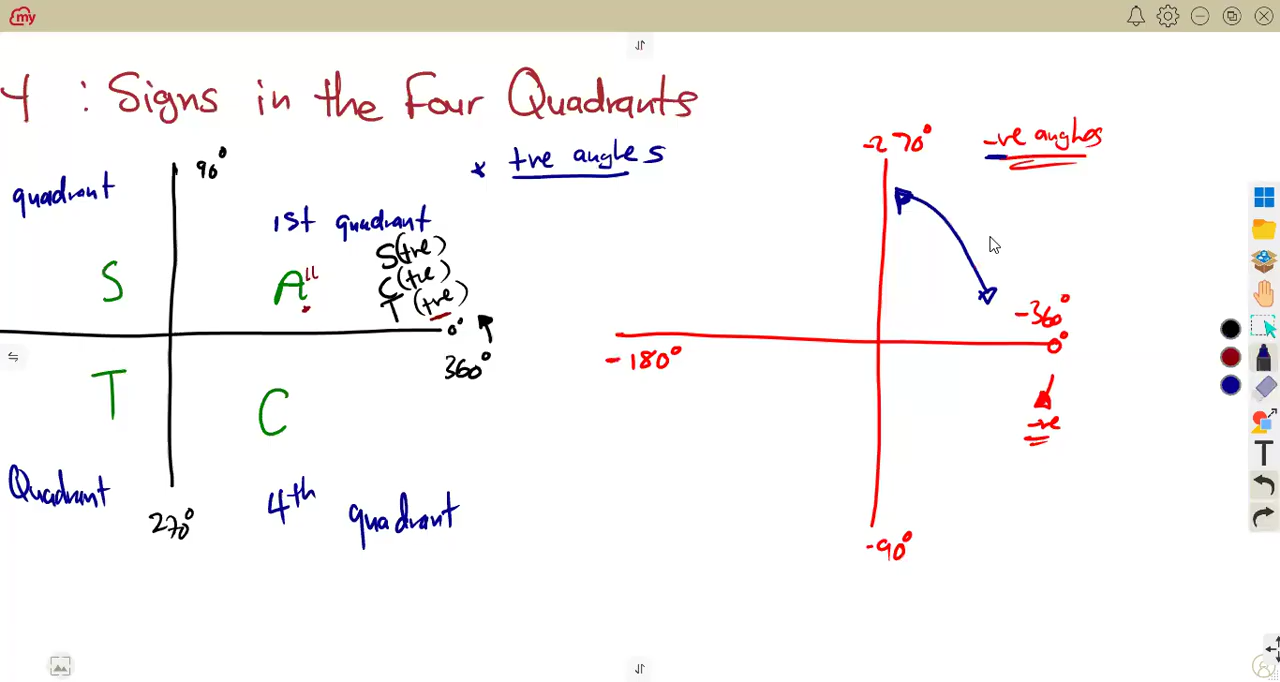 my
4 : Signs in the Four Quadrants
* +ve angles
-270°
-ve angles
90°
quadrant
1st quadrant
S(+ve)
S
A"
C(+ve)
T (+ve)
0°
360°
-360°
0°
-180°
-ve
T
C
Quadrant
4th
quadrant
270°
-90°
T